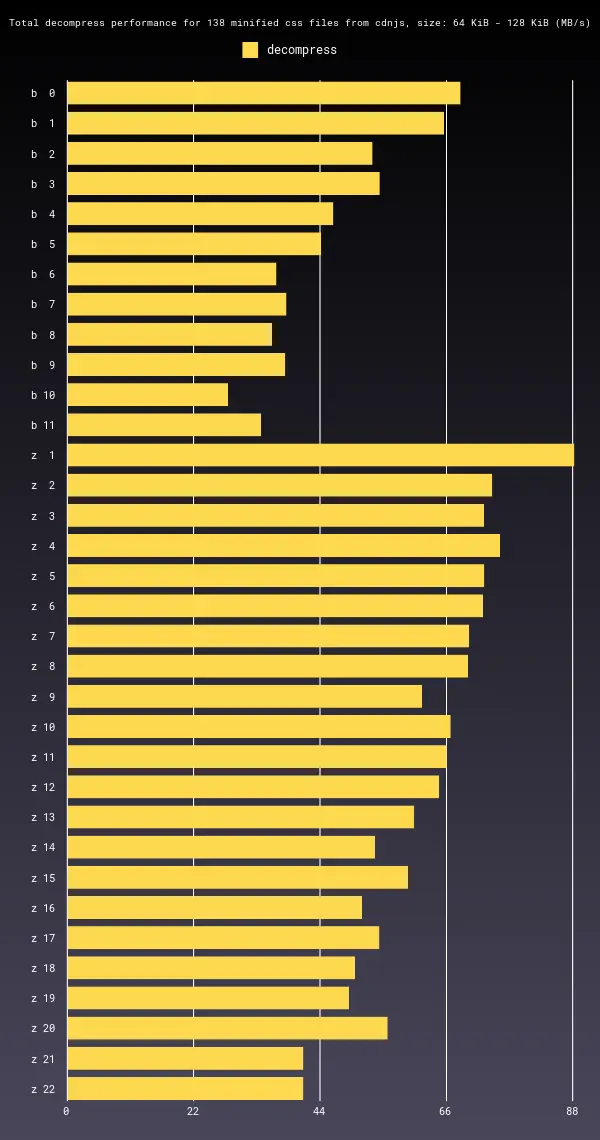 Total decompress performance for 138 minified css files from cdnjs, size: 64 KiB - 128 KiB (MB/s)
decompress
b 0
b 1
b 2
b 3
b 4
b 5
b 6
b 7
b 8
b 9
b 10
b 11
z 1
z 2
z 3
z 4
z 5
z 6
z 7
z 8
z 9
z 10
z 11
z 12
z 13
z 14
z 15
z 16
z 17
z 18
z 19
z 20
z 21
z 22
0 22 44 66 88